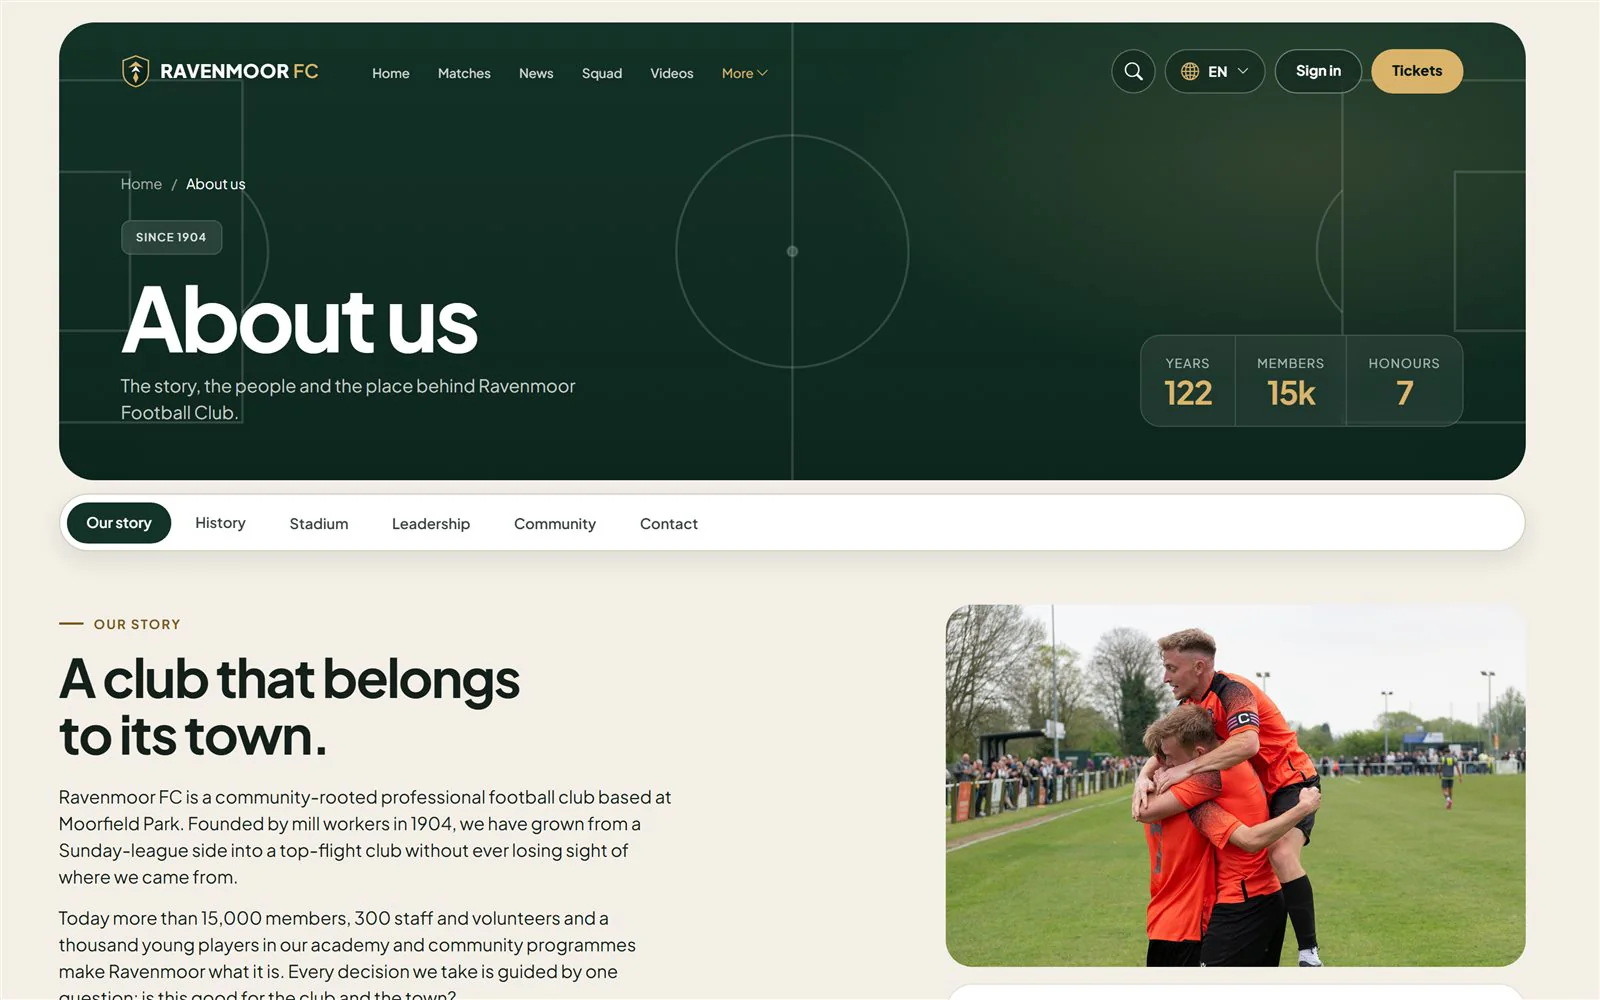 RAVENMOOR FC
Home
Matches
News
Squad
Videos
More
EN
Sign in
Tickets
Home / About us
SINCE 1904
About us
The story, the people and the place behind Ravenmoor
Football Club.
YEARS
122
MEMBERS
15k
HONOURS
7
Our story
History
Stadium
Leadership
Community
Contact
OUR STORY
A club that belongs
to its town.
Ravenmoor FC is a community-rooted professional football club based at
Moorfield Park. Founded by mill workers in 1904, we have grown from a
Sunday-league side into a top-flight club without ever losing sight of
where we came from.
Today more than 15,000 members, 300 staff and volunteers and a
thousand young players in our academy and community programmes
make Ravenmoor what it is. Every decision we take is guided by one
question: is this good for the club and the town?
C